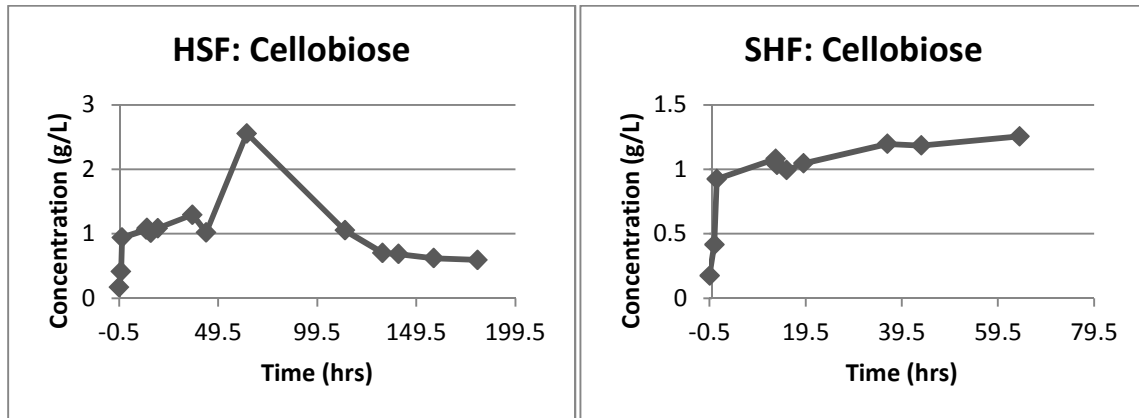 HSF: Cellobiose
Concentration (g/L)
3
2
1
0
-0.5 49.5 99.5 149.5 199.5
Time (hrs)
SHF: Cellobiose
Concentration (g/L)
1.5
1
0.5
0
-0.5 19.5 39.5 59.5 79.5
Time (hrs)